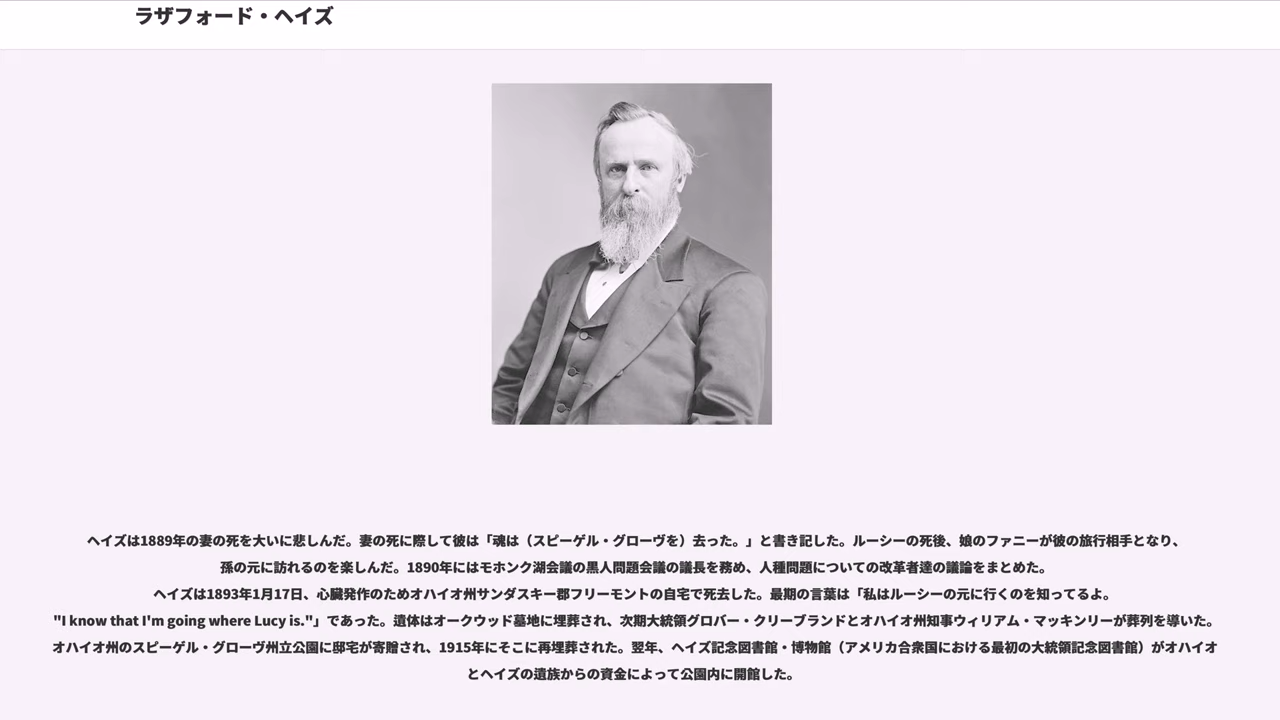 ラザフォード・ヘイズ
ヘイズは1889年の妻の死を大いに悲しんだ。妻の死に際して彼は「魂は（スピーゲル・グローヴを）去った。」と書き記した。ルーシーの死後、娘のファニーが彼の旅行相手となり、
孫の元に訪れるのを楽しんだ。1890年にはモホンク湖会議の黒人問題会議の議長を務め、人種問題についての改革者達の議論をまとめた。
ヘイズは1893年1月17日、心臓発作のためオハイオ州サンダスキー郡フリーモントの自宅で死去した。最期の言葉は「私はルーシーの元に行くのを知ってるよ。
"I know that I'm going where Lucy is."」であった。遺体はオークウッド墓地に埋葬され、次期大統領グロバー・クリーブランドとオハイオ州知事ウィリアム・マッキンリーが葬列を導いた。
オハイオ州のスピーゲル・グローヴ州立公園に邸宅が寄贈され、1915年にそこに再埋葬された。翌年、ヘイズ記念図書館・博物館（アメリカ合衆国における最初の大統領記念図書館）がオハイオ
とヘイズの遺族からの資金によって公園内に開館した。